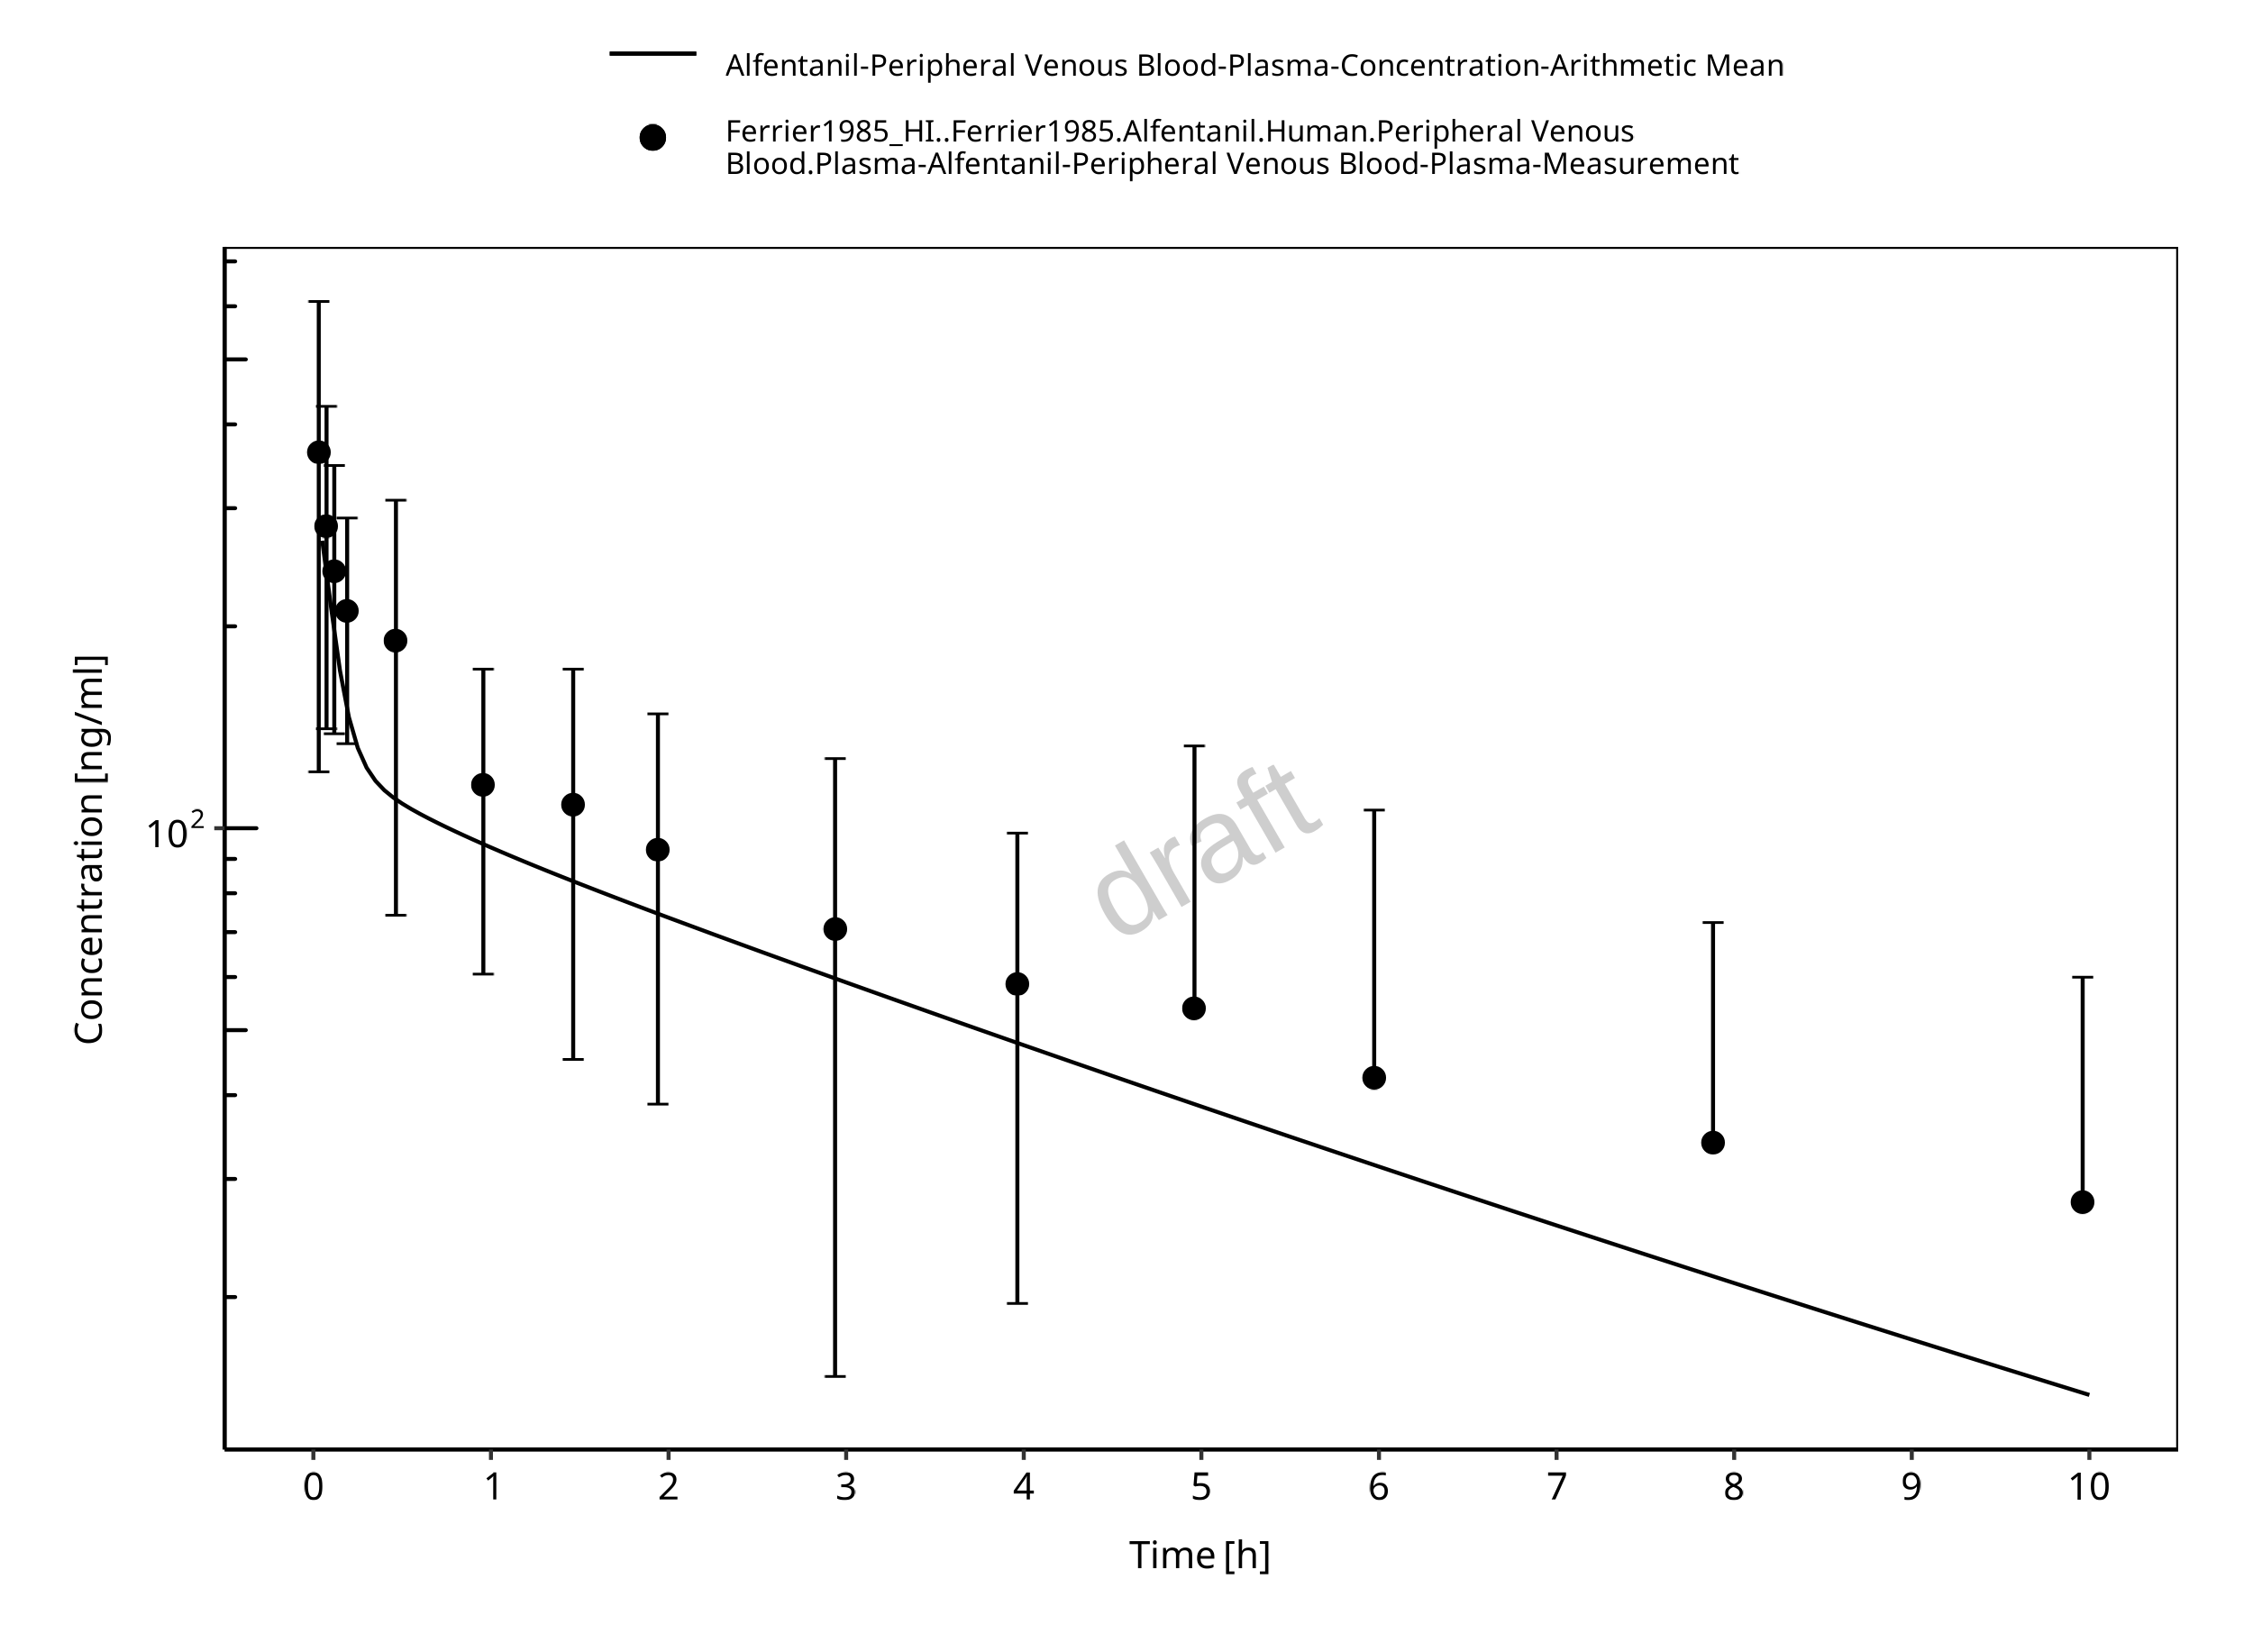 Alfentanil-Peripheral Venous Blood-Plasma-Concentration-Arithmetic Mean
Ferrier1985_HI..Ferrier1985.Alfentanil.Human.Peripheral Venous
Blood.Plasma-Alfentanil-Peripheral Venous Blood-Plasma-Measurement
Concentration [ng/ml]
10²
draft
0 1 2 3 4 5 6 7 8 9 10
Time [h]